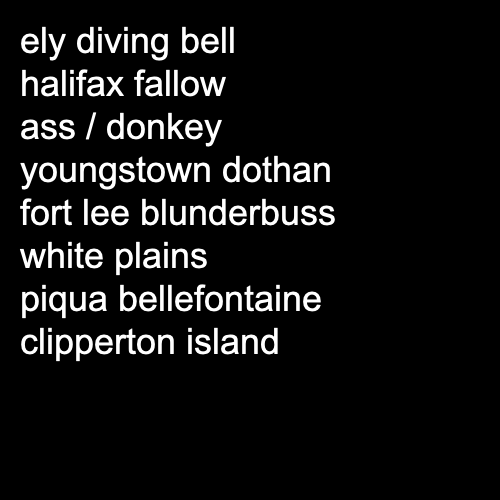 ely diving bell
halifax fallow
ass / donkey
youngstown dothan
fort lee blunderbuss
white plains
piqua bellefontaine
clipperton island